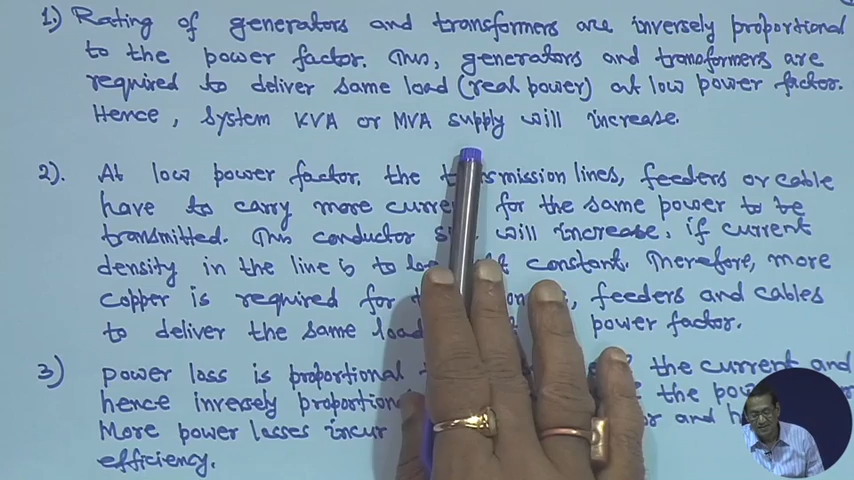 1.) Rating of generators and transformers are inversely proportional
to the power factor. Thus, generators and transformers are
required to deliver same load (real power) at low power factor.
Hence, system KVA or MVA supply will increase.
2). At low power factor, the transmission lines, feeders or cable
have to carry more curre for the same power to be
transmitted. Thus conductor s will increase, if current
density in the line is to be constant. Therefore, more
copper is required for feeders and cables
to deliver the same load power factor.
3) Power loss is proportional the current and
hence inversely proportiona the
More power losses incur and
efficiency.